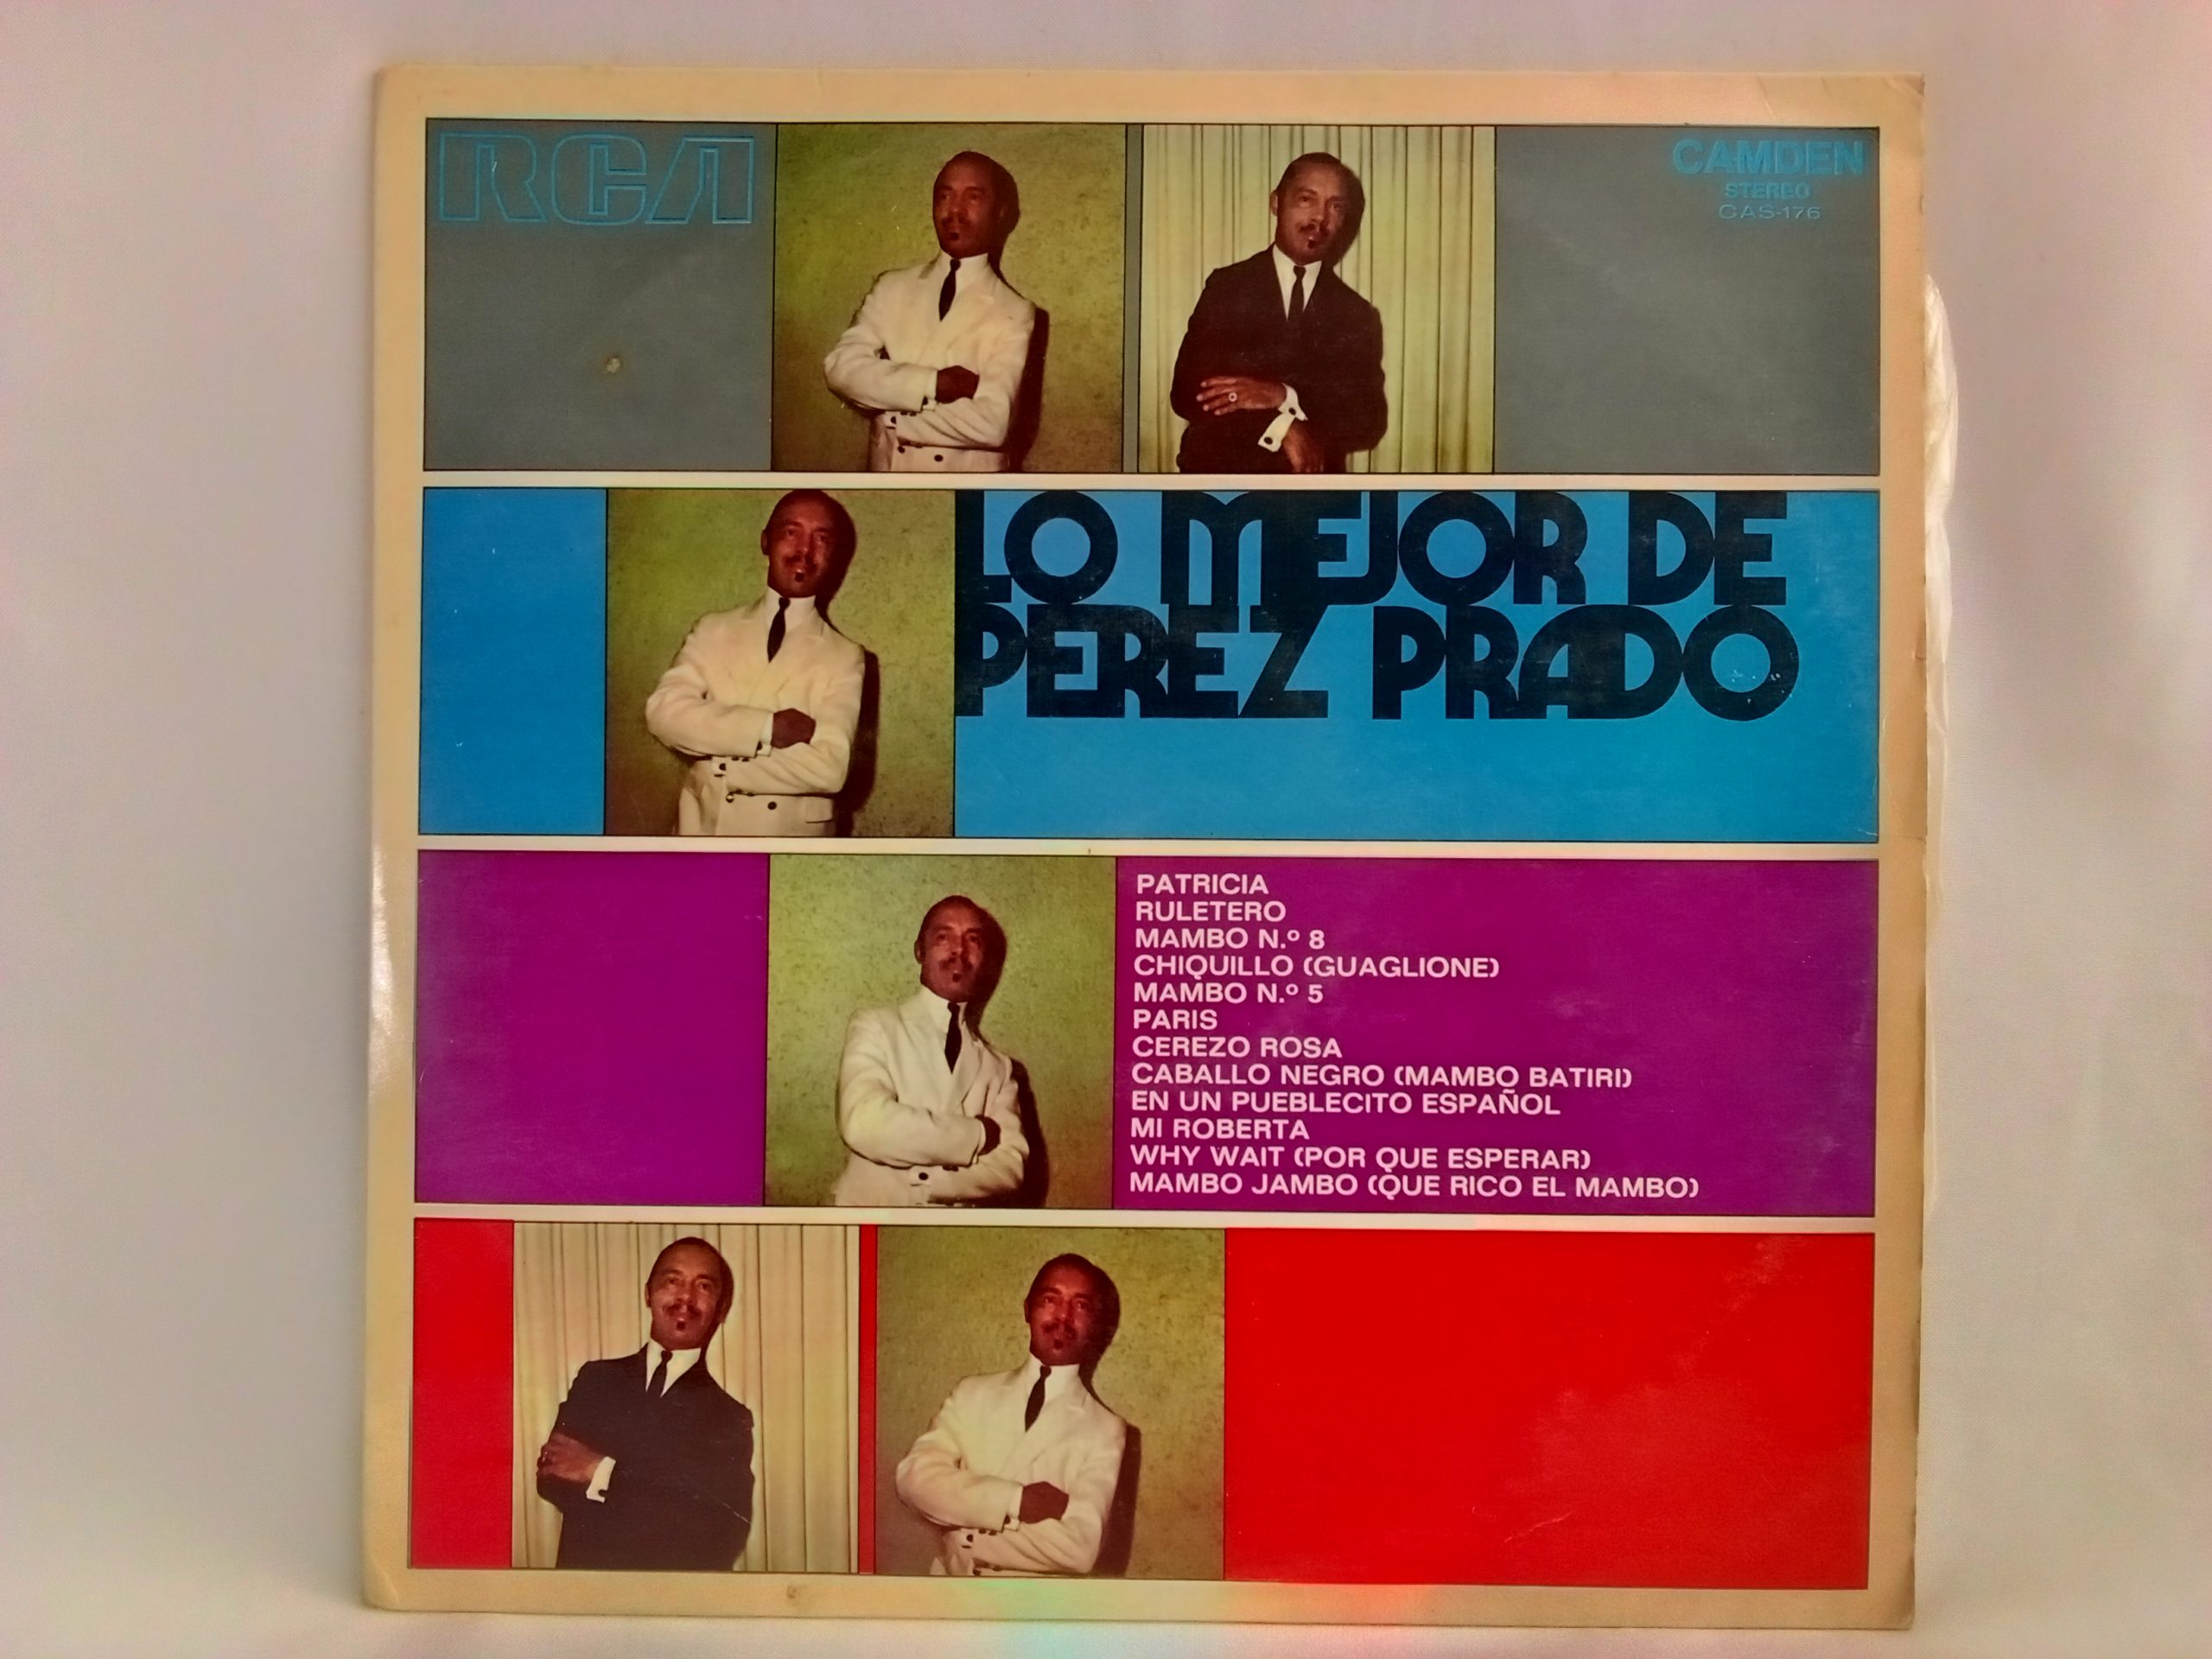 RCA
CAMDEN
STEREO
CAS-176
LO MEJOR DE
PEREZ PRADO
PATRICIA
RULETERO
MAMBO N.º 8
CHIQUILLO (GUAGLIONE)
MAMBO N.º 5
PARIS
CEREZO ROSA
CABALLO NEGRO (MAMBO BATIRI)
EN UN PUEBLECITO ESPAÑOL
MI ROBERTA
WHY WAIT (POR QUE ESPERAR)
MAMBO JAMBO (QUE RICO EL MAMBO)